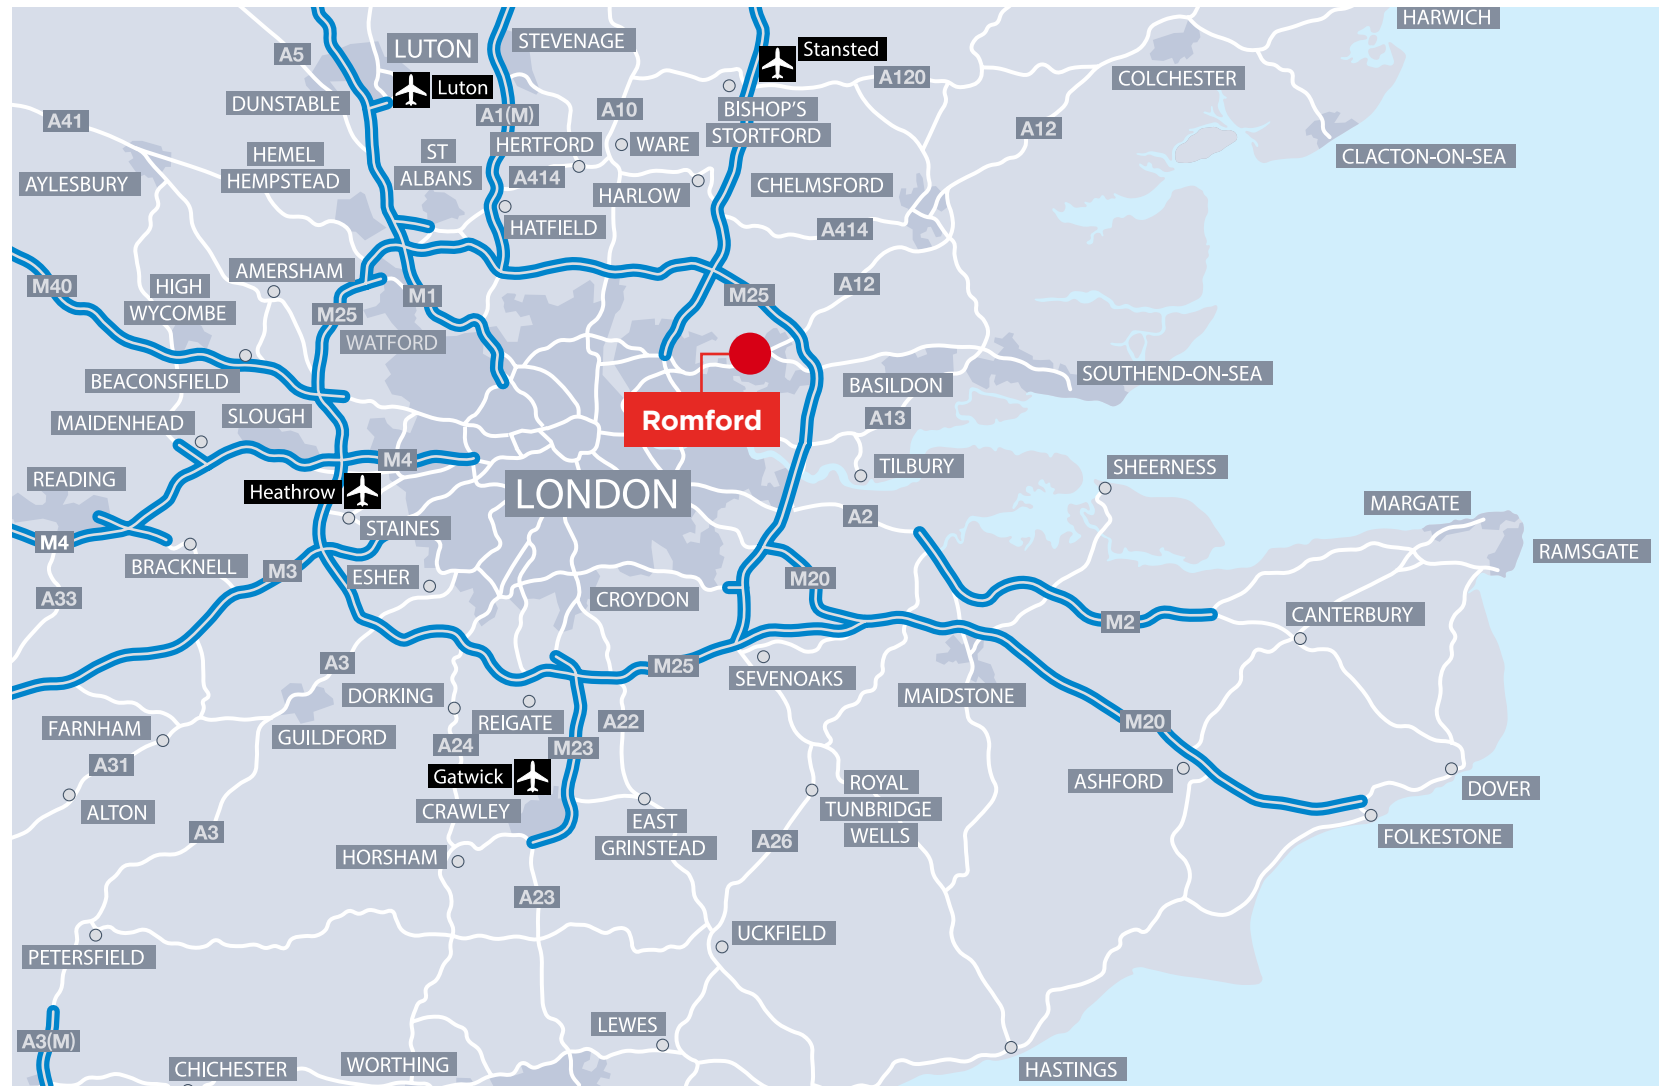 HARWICH
STEVENAGE
LUTON
Stansted
A5
A120
COLCHESTER
Luton
DUNSTABLE
A10
BISHOP'S
STORTFORD
A1(M)
A41
A12
HERTFORD
WARE
ST
ALBANS
HEMEL
HEMPSTEAD
CLACTON-ON-SEA
A414
AYLESBURY
CHELMSFORD
HARLOW
HATFIELD
A414
AMERSHAM
A12
M40
HIGH
WYCOMBE
M1
M25
M25
WATFORD
BEACONSFIELD
SOUTHEND-ON-SEA
BASILDON
SLOUGH
Romford
A13
MAIDENHEAD
M4
TILBURY
SHEERNESS
READING
Heathrow
LONDON
MARGATE
A2
STAINES
M4
RAMSGATE
BRACKNELL
M3
ESHER
M20
A33
CROYDON
CANTERBURY
M2
A3
M25
SEVENOAKS
DORKING
MAIDSTONE
REIGATE
A22
M20
FARNHAM
GUILDFORD
A24
M23
A31
Gatwick
ASHFORD
ROYAL
TUNBRIDGE
WELLS
DOVER
ALTON
CRAWLEY
EAST
GRINSTEAD
A3
FOLKESTONE
A26
HORSHAM
A23
UCKFIELD
PETERSFIELD
LEWES
A3(M)
WORTHING
CHICHESTER
HASTINGS